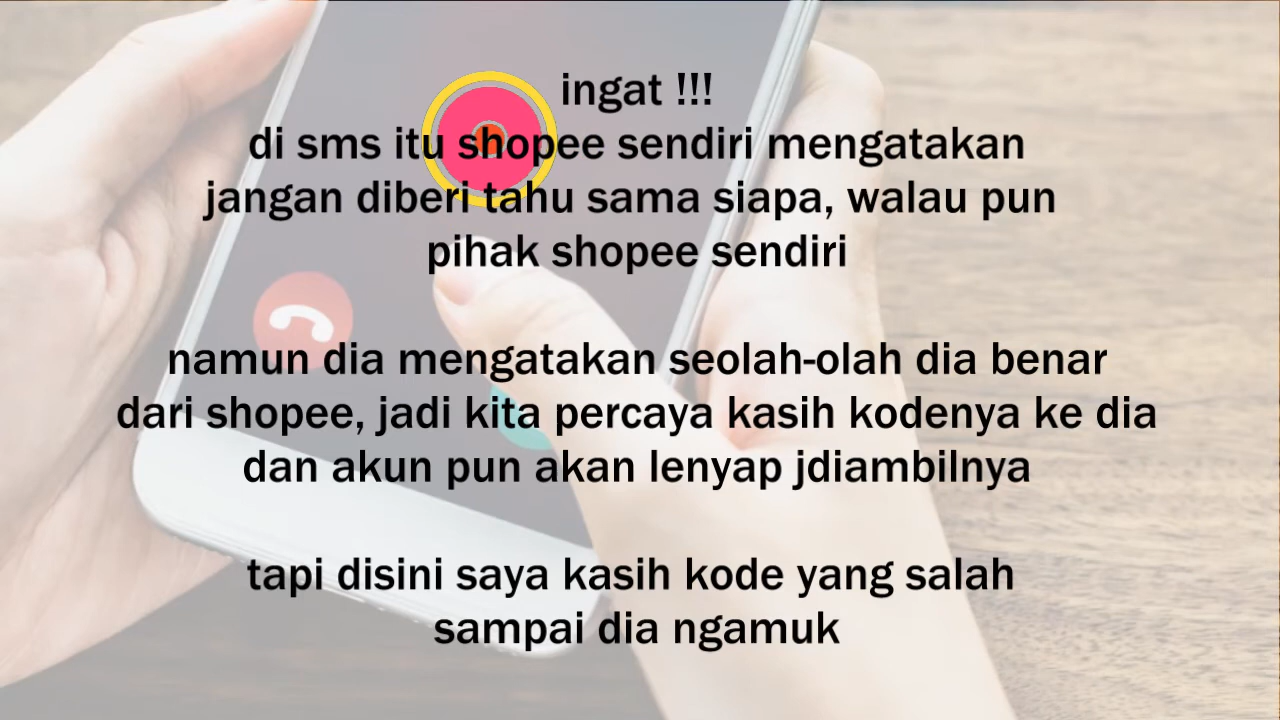 ingat !!!
di sms itu shopee sendiri mengatakan
jangan diberi tahu sama siapa, walau pun
pihak shopee sendiri
namun dia mengatakan seolah-olah dia benar
dari shopee, jadi kita percaya kasih kodenya ke dia
dan akun pun akan lenyap jdiambilnya
tapi disini saya kasih kode yang salah
sampai dia ngamuk